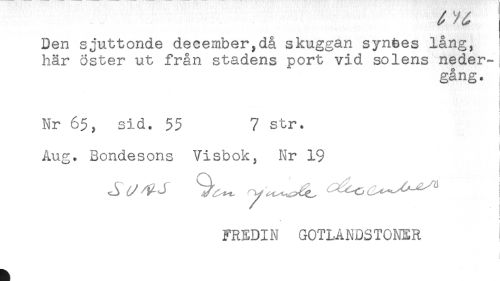 646
Den sjuttonde december,då skuggan syntes lång,
här öster ut från stadens port vid solens neder-
gång.
Nr 65, sid. 55 7 str.
Aug. Bondesons Visbok, Nr 19
SVAS Den sjunde december
FREDIN GOTLANDSTONER